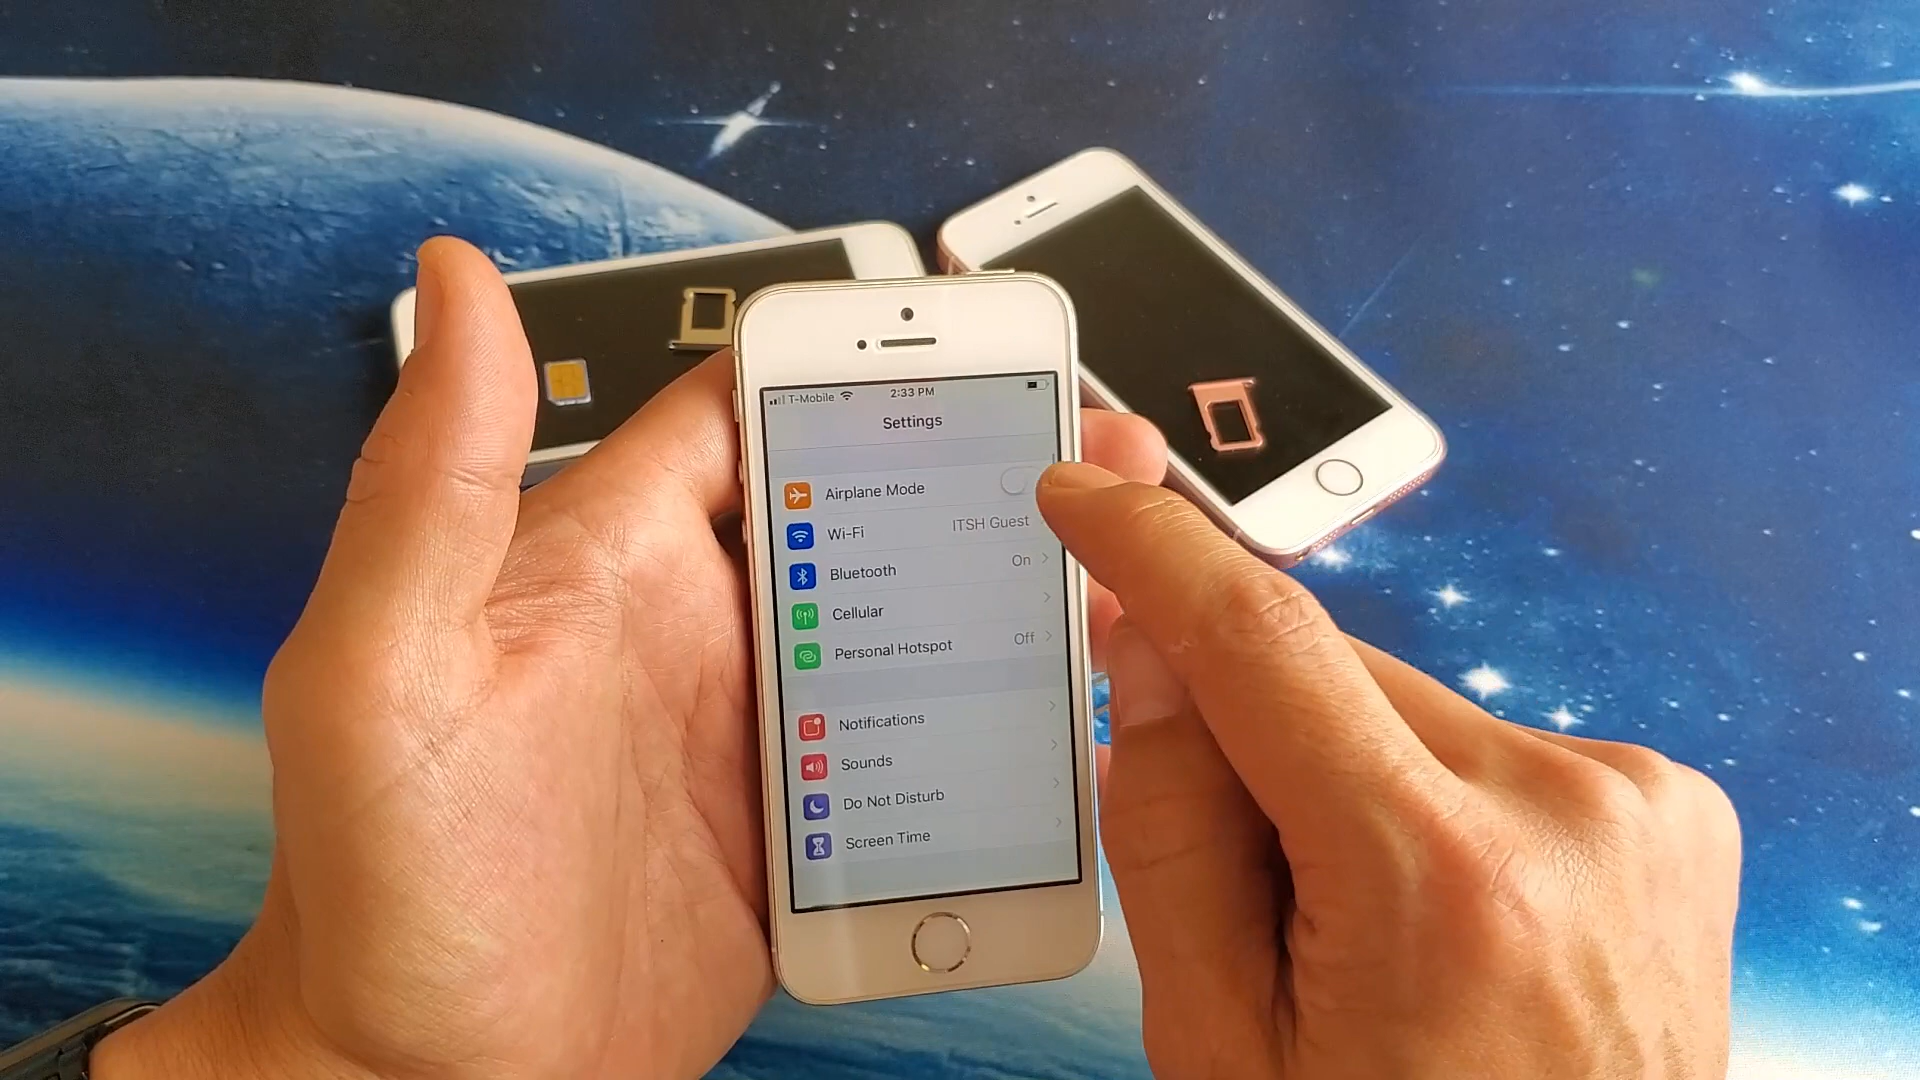 T-Mobile 2:33 PM
Settings
Airplane Mode
Wi-Fi ITSH Guest
Bluetooth On
Cellular
Personal Hotspot Off
Notifications
Sounds
Do Not Disturb
Screen Time